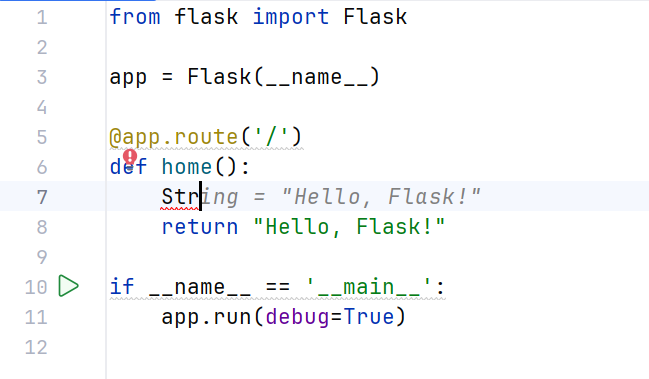 1 from flask import Flask
2
3 app = Flask(__name__)
4
5 @app.route('/')
6 def home():
7     String = "Hello, Flask!"
8     return "Hello, Flask!"
9
10 if __name__ == '__main__':
11     app.run(debug=True)
12